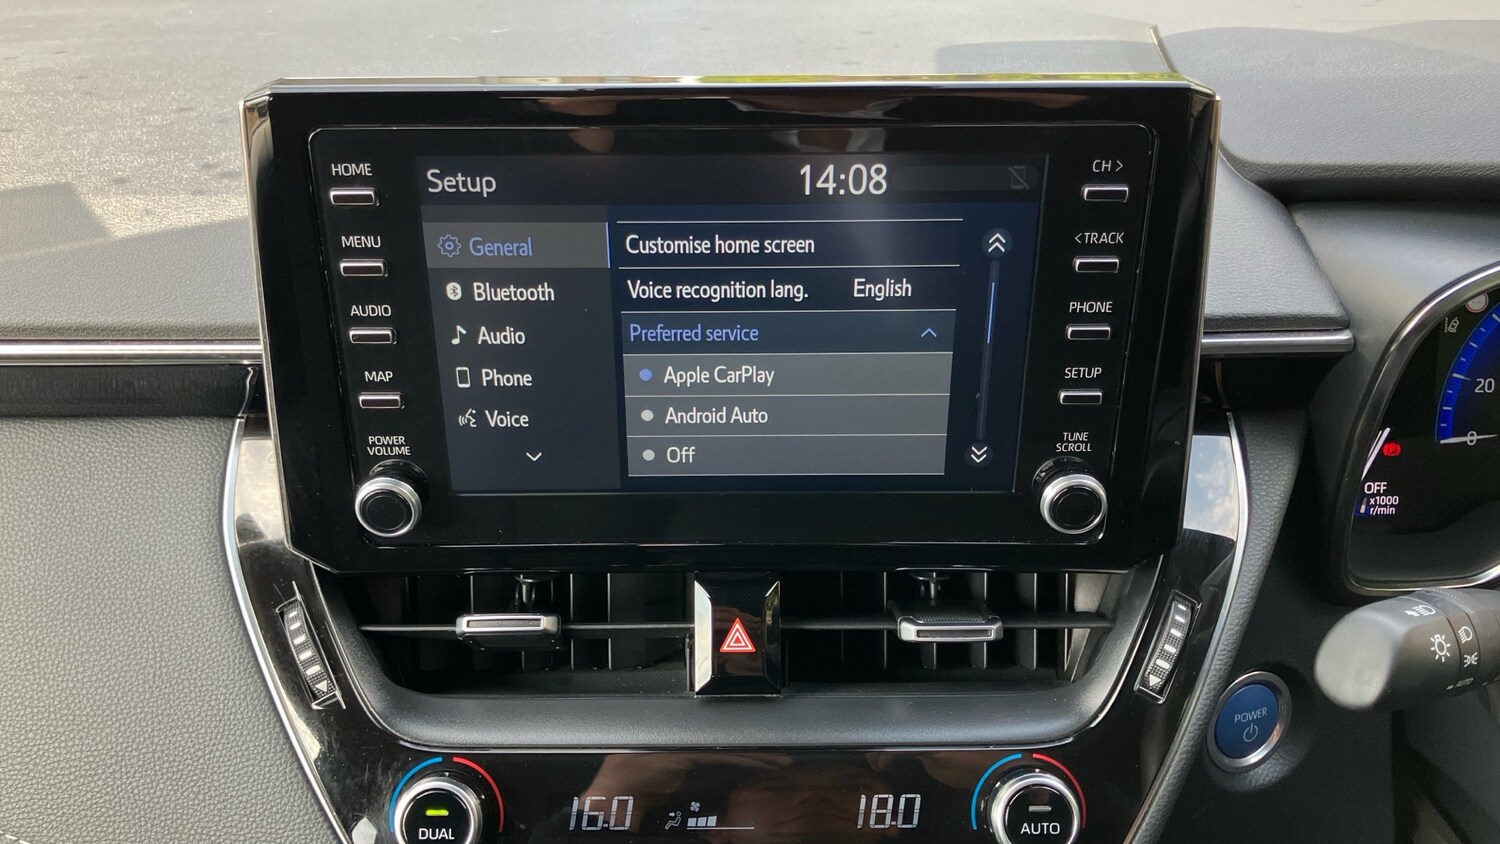 HOME
MENU
AUDIO
MAP
POWER
VOLUME
Setup
14:08
General
Bluetooth
Audio
Phone
Voice
Customise home screen
Voice recognition lang. English
Preferred service
Apple CarPlay
Android Auto
Off
CH >
< TRACK
PHONE
SETUP
TUNE
SCROLL
20
0
P
OFF
x1000
r/min
AUTO
POWER
DUAL
16.0
18.0
AUTO